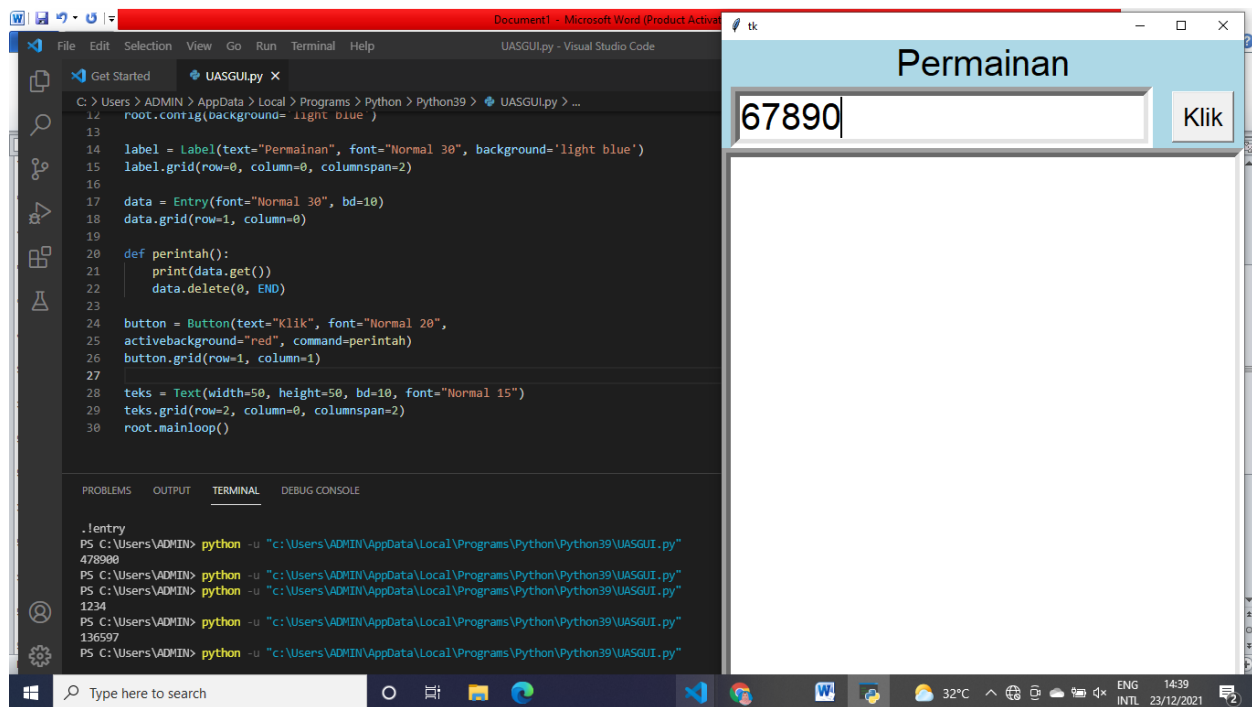 Document1 - Microsoft Word (Product Activat
File Edit Selection View Go Run Terminal Help
UASGUI.py - Visual Studio Code
Get Started
UASGUI.py
C: > Users > ADMIN > AppData > Local > Programs > Python > Python39 > UASGUI.py > ...
12 root.config(background='light blue')
13
14 label = Label(text="Permainan", font="Normal 30", background='light blue')
15 label.grid(row=0, column=0, columnspan=2)
16
17 data = Entry(font="Normal 30", bd=10)
18 data.grid(row=1, column=0)
19
20 def perintah():
21 print(data.get())
22 data.delete(0, END)
23
24 button = Button(text="Klik", font="Normal 20",
25 activebackground="red", command=perintah)
26 button.grid(row=1, column=1)
27
28 teks = Text(width=50, height=50, bd=10, font="Normal 15")
29 teks.grid(row=2, column=0, columnspan=2)
30 root.mainloop()
PROBLEMS OUTPUT TERMINAL DEBUG CONSOLE
.!entry
PS C:\Users\ADMIN> python -u "c:\Users\ADMIN\AppData\Local\Programs\Python\Python39\UASGUI.py"
478900
PS C:\Users\ADMIN> python -u "c:\Users\ADMIN\AppData\Local\Programs\Python\Python39\UASGUI.py"
PS C:\Users\ADMIN> python -u "c:\Users\ADMIN\AppData\Local\Programs\Python\Python39\UASGUI.py"
1234
PS C:\Users\ADMIN> python -u "c:\Users\ADMIN\AppData\Local\Programs\Python\Python39\UASGUI.py"
136597
PS C:\Users\ADMIN> python -u "c:\Users\ADMIN\AppData\Local\Programs\Python\Python39\UASGUI.py"
tk
Permainan
67890
Klik
Type here to search
32°C
ENG
INTL
14:39
23/12/2021
2